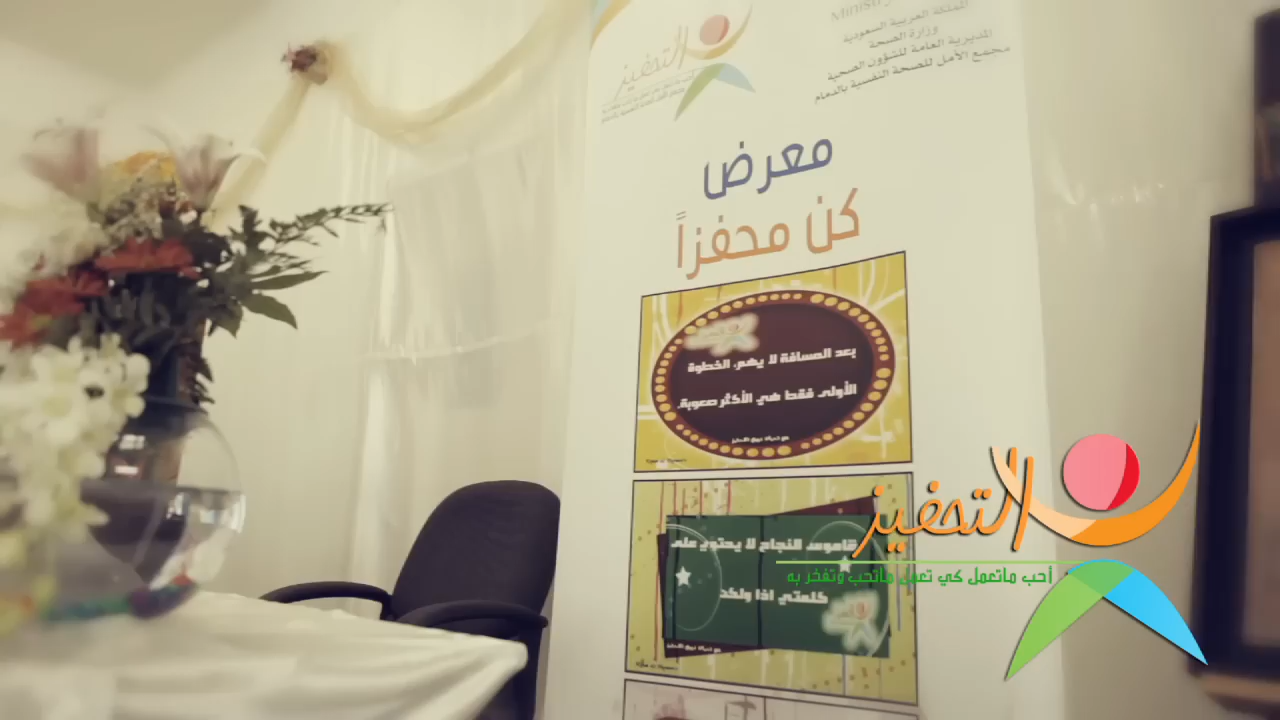 Ministry
المملكة العربية السعودية
وزارة الصحة
المديرية العامة للشؤون الصحية
مجمع الأمل للصحة النفسية بالدمام
التحفيز
معرض
كن محفزاً
بعد المسافة لا يهم، الخطوة
الأولى فقط هي الأكثر صعوبة.
قاموس النجاح لا يحتوي على
كلمتي اذا ولكن
التحفيز
أحب ماتعمل كي تعمل ماتحب وتفخر به